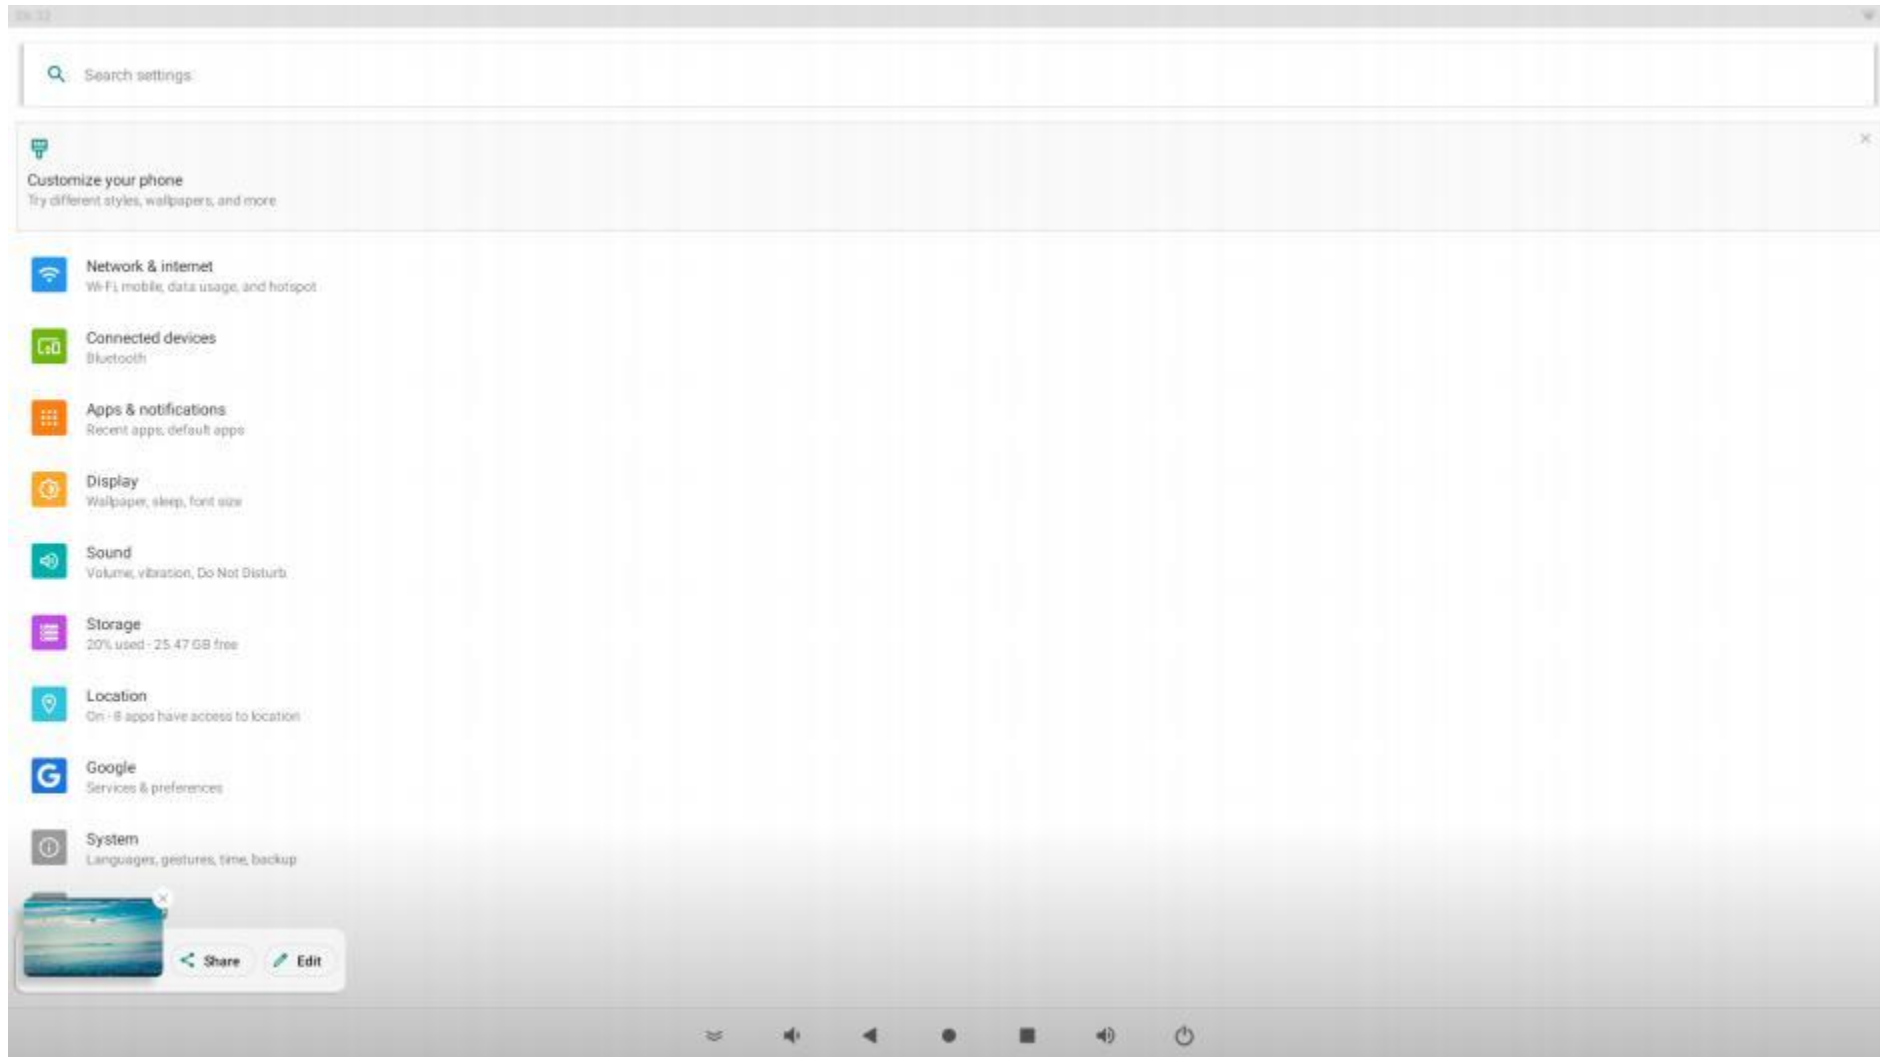 Search settings
Customize your phone
Try different styles, wallpapers, and more
Network & internet
Wi-Fi, mobile, data usage, and hotspot
Connected devices
Bluetooth
Apps & notifications
Recent apps, default apps
Display
Wallpaper, sleep, font size
Sound
Volume, vibration, Do Not Disturb
Storage
20% used - 25.47 GB free
Location
On - 8 apps have access to location
Google
Services & preferences
System
Languages, gestures, time, backup
Share
Edit